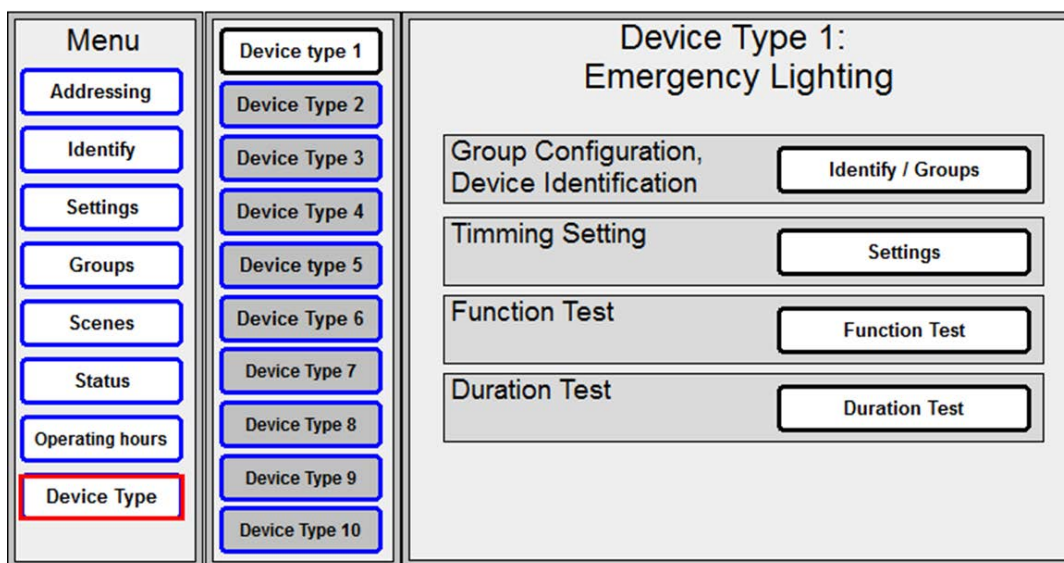 Menu
Addressing
Identify
Settings
Groups
Scenes
Status
Operating hours
Device Type
Device type 1
Device Type 2
Device Type 3
Device Type 4
Device type 5
Device Type 6
Device Type 7
Device Type 8
Device Type 9
Device Type 10
Device Type 1:
Emergency Lighting
Group Configuration,
Device Identification
Identify / Groups
Timming Setting
Settings
Function Test
Function Test
Duration Test
Duration Test